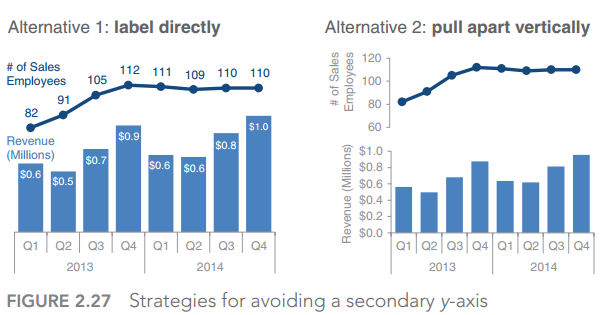 Alternative 1: label directly
# of Sales
Employees
82
91
105
112
111
109
110
110
Revenue
(Millions)
$0.6
$0.5
$0.7
$0.9
$0.6
$0.6
$0.8
$1.0
Q1 Q2 Q3 Q4 Q1 Q2 Q3 Q4
2013 2014
Alternative 2: pull apart vertically
# of Sales
Employees
120
100
80
60
Revenue (Millions)
$1.0
$0.8
$0.6
$0.4
$0.2
$0.0
Q1 Q2 Q3 Q4 Q1 Q2 Q3 Q4
2013 2014
FIGURE 2.27 Strategies for avoiding a secondary y-axis